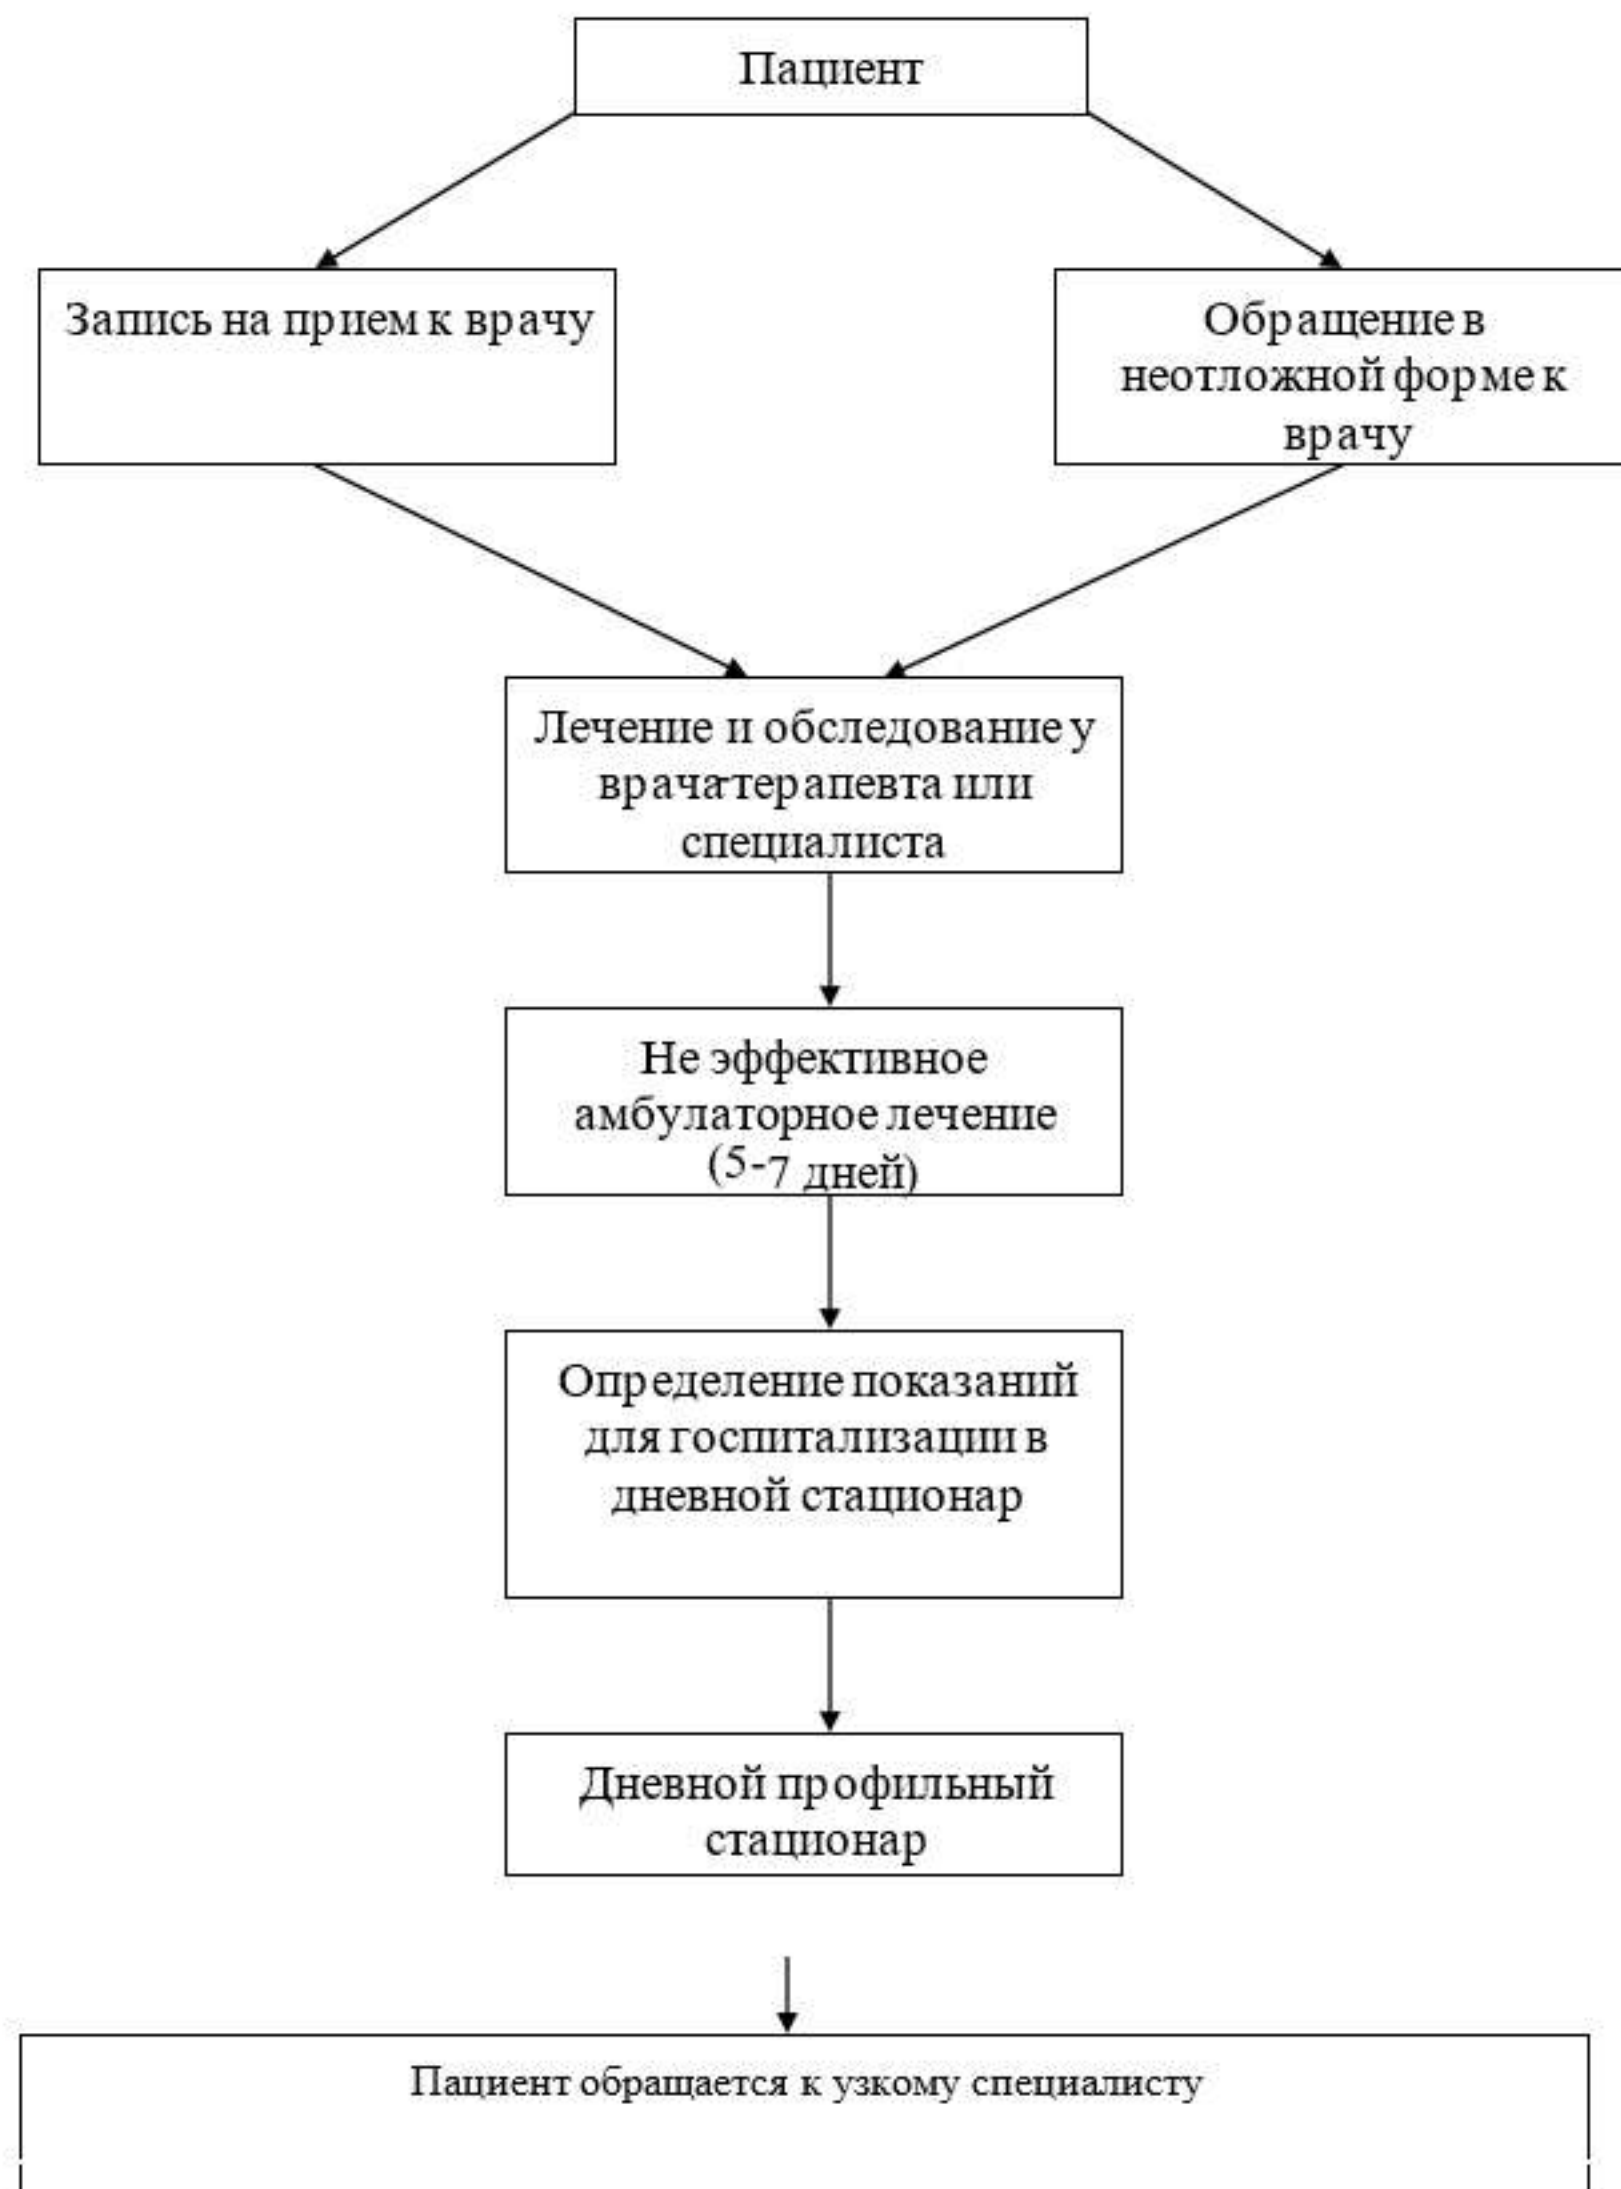 Пациент
Запись на прием к врачу
Обращение в
неотложной форме к
врачу
Лечение и обследование у
врача-терапевта или
специалиста
Не эффективное
амбулаторное лечение
(5-7 дней)
Определение показаний
для госпитализации в
дневной стационар
Дневной профильный
стационар
Пациент обращается к узкому специалисту